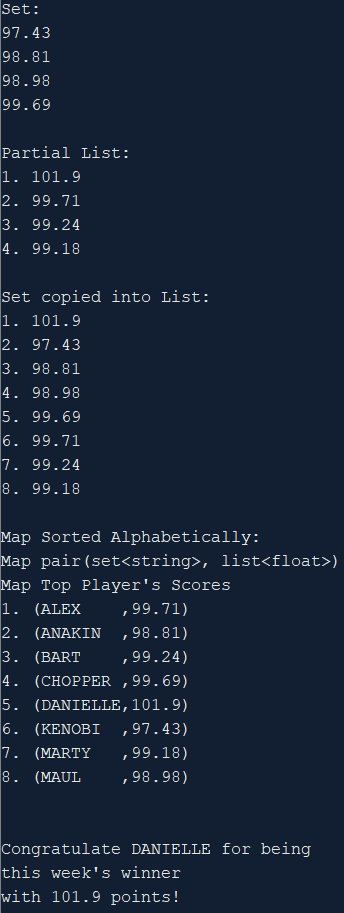 Set:
97.43
98.81
98.98
99.69
Partial List:
1. 101.9
2. 99.71
3. 99.24
4. 99.18
Set copied into List:
1. 101.9
2. 97.43
3. 98.81
4. 98.98
5. 99.69
6. 99.71
7. 99.24
8. 99.18
Map Sorted Alphabetically:
Map pair(set<string>, list<float>)
Map Top Player's Scores
1. (ALEX    ,99.71)
2. (ANAKIN  ,98.81)
3. (BART    ,99.24)
4. (CHOPPER ,99.69)
5. (DANIELLE,101.9)
6. (KENOBI  ,97.43)
7. (MARTY   ,99.18)
8. (MAUL    ,98.98)
Congratulate DANIELLE for being
this week's winner
with 101.9 points!